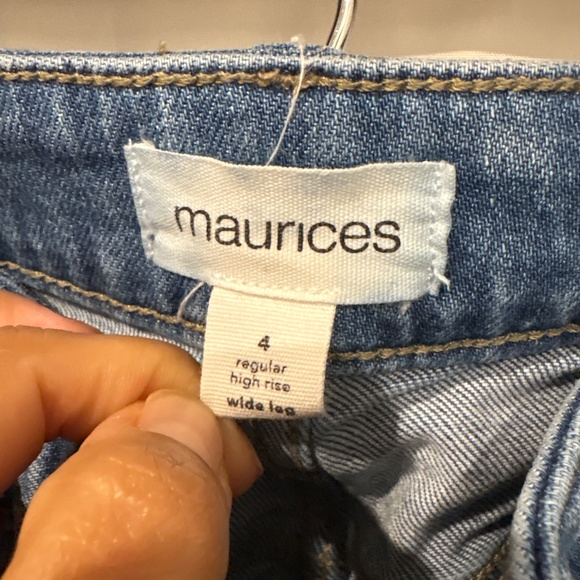 maurices
4
regular
high rise
wide leg